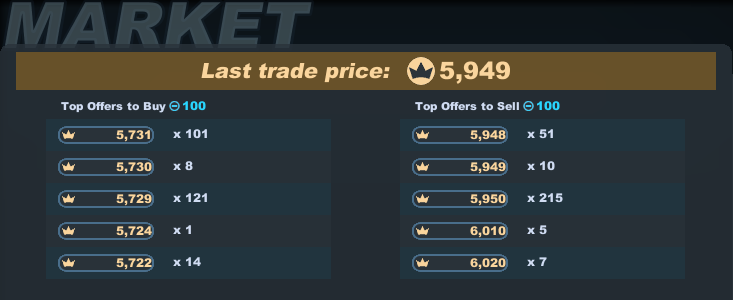 MARKET
Last trade price: 5,949
Top Offers to Buy 100
5,731 x 101
5,730 x 8
5,729 x 121
5,724 x 1
5,722 x 14
Top Offers to Sell 100
5,948 x 51
5,949 x 10
5,950 x 215
6,010 x 5
6,020 x 7